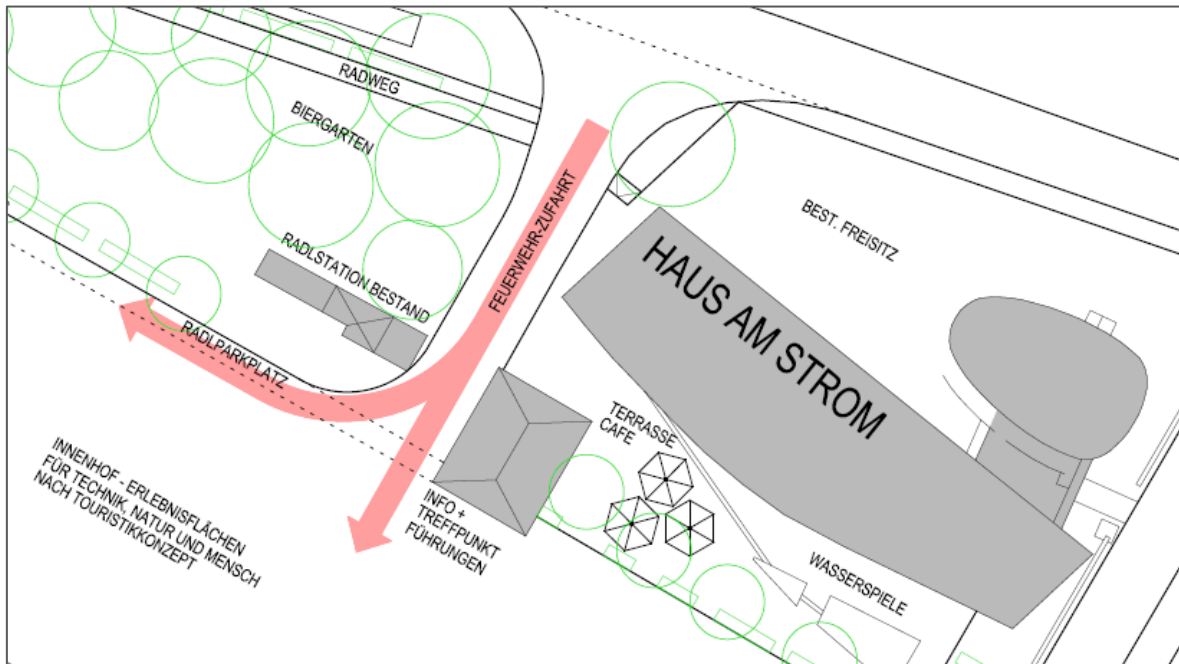 RADWEG
BIERGARTEN
FEUERWEHR-ZUFAHRT
BEST. FREISITZ
RADLSTATION BESTAND
HAUS AM STROM
RADLPARKPLATZ
TERRASSE
CAFE
INNENHOF - ERLEBNISFLÄCHEN
FÜR TECHNIK, NATUR UND MENSCH
NACH TOURISTIKKONZEPT
INFO +
TREFFPUNKT
FÜHRUNGEN
WASSERSPIELE